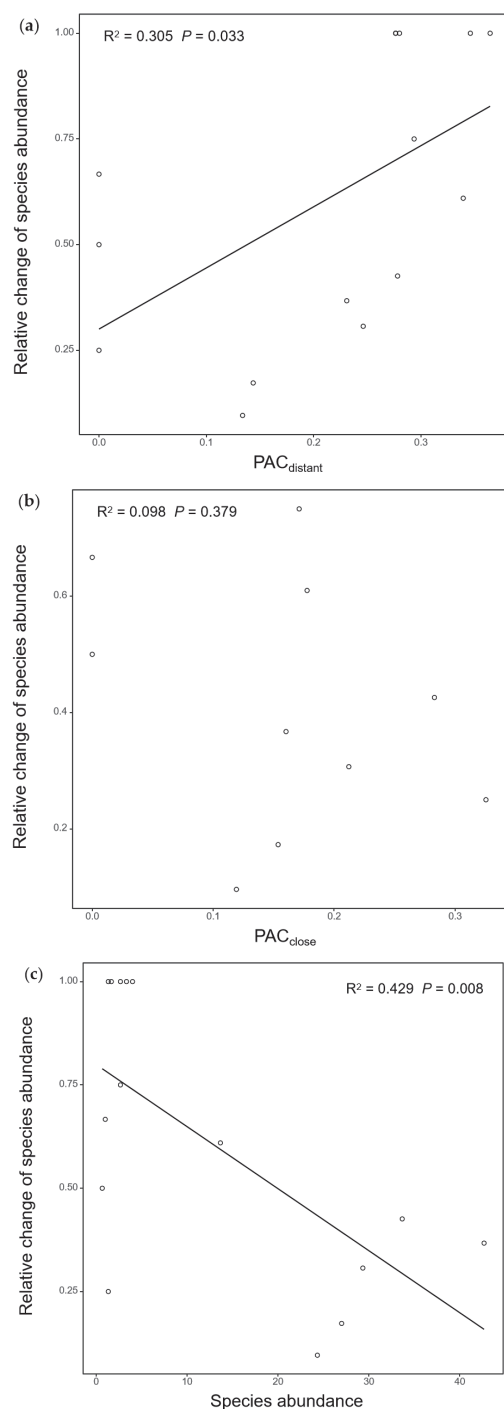 (a)
R² = 0.305 P = 0.033
Relative change of species abundance
1.00
0.75
0.50
0.25
0.0
0.1
0.2
0.3
PACdistant
(b)
R² = 0.098 P = 0.379
Relative change of species abundance
0.6
0.4
0.2
0.0
0.1
0.2
0.3
PACclose
(c)
R² = 0.429 P = 0.008
Relative change of species abundance
1.00
0.75
0.50
0.25
0
10
20
30
40
Species abundance